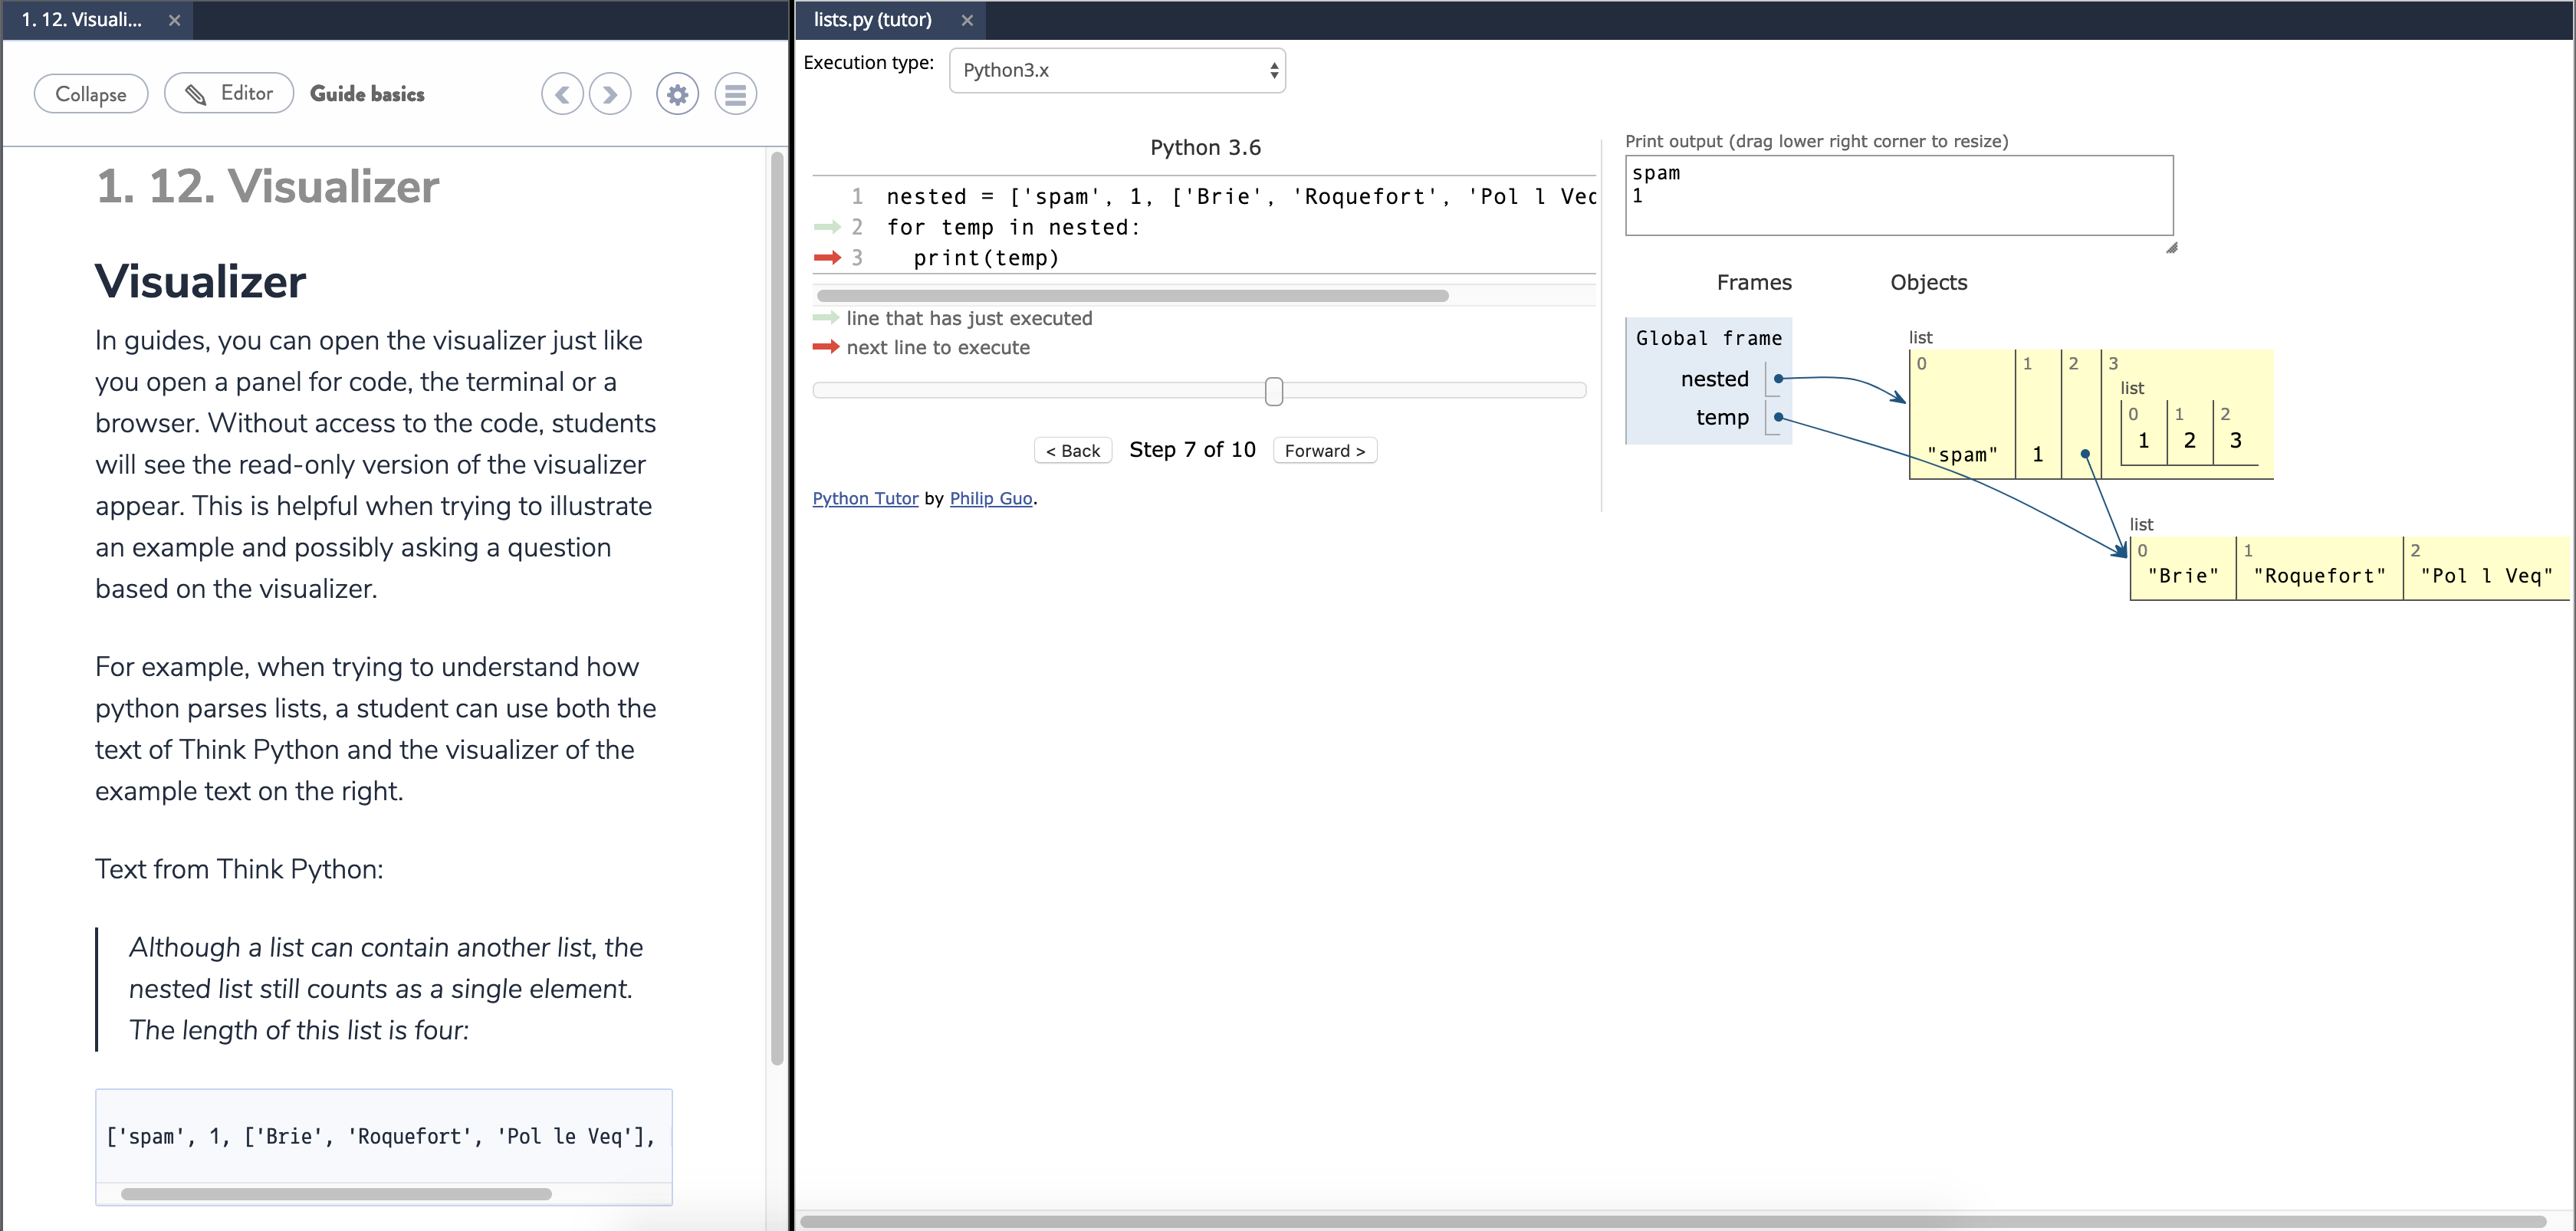 1. 12. Visuali... ×
Collapse Editor Guide basics
1. 12. Visualizer
Visualizer
In guides, you can open the visualizer just like
you open a panel for code, the terminal or a
browser. Without access to the code, students
will see the read-only version of the visualizer
appear. This is helpful when trying to illustrate
an example and possibly asking a question
based on the visualizer.
For example, when trying to understand how
python parses lists, a student can use both the
text of Think Python and the visualizer of the
example text on the right.
Text from Think Python:
Although a list can contain another list, the
nested list still counts as a single element.
The length of this list is four:
['spam', 1, ['Brie', 'Roquefort', 'Pol le Veq'],
lists.py (tutor) ×
Execution type: Python3.x
Python 3.6
1 nested = ['spam', 1, ['Brie', 'Roquefort', 'Pol l Veq
2 for temp in nested:
3 print(temp)
line that has just executed
next line to execute
< Back Step 7 of 10 Forward >
Python Tutor by Philip Guo.
Print output (drag lower right corner to resize)
spam
1
Frames Objects
Global frame
nested
temp
list
0 1 2 3
list
0 1 2
1 2 3
"spam" 1
list
0 1 2
"Brie" "Roquefort" "Pol l Veq"